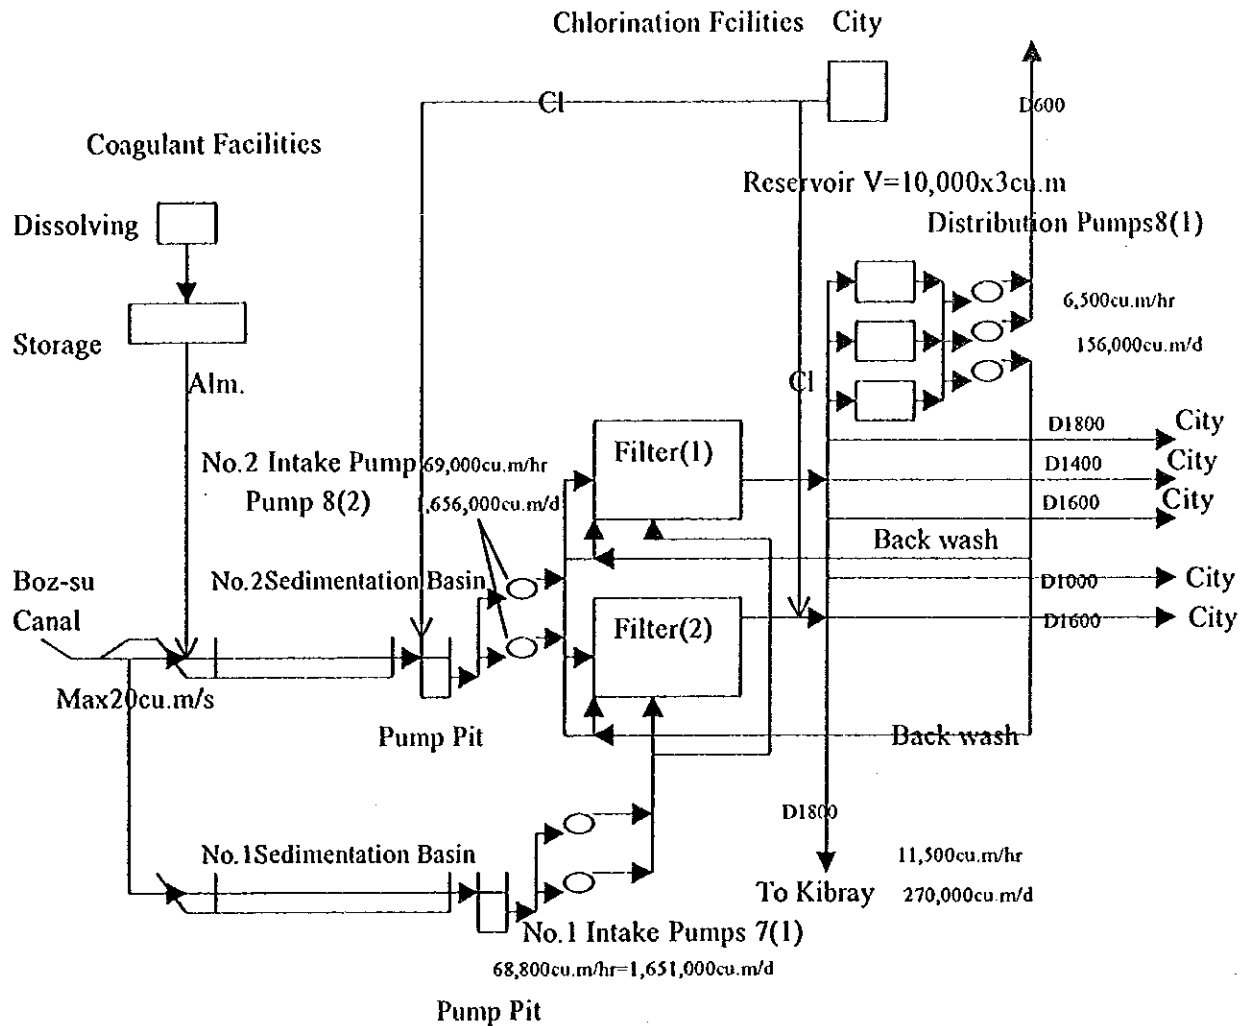 Chlorination Fcilities City
Cl
D600
Coagulant Facilities
Reservoir V=10,000x3cu.m
Dissolving
Distribution Pumps8(1)
6,500cu.m/hr
Storage
156,000cu.m/d
Alm.
Cl
D1800 City
Filter(1)
No.2 Intake Pump 69,000cu.m/hr
D1400 City
Pump 8(2) 1,656,000cu.m/d
D1600 City
Back wash
Boz-su
Canal
No.2Sedimentation Basin
D1000 City
Filter(2)
D1600 City
Max20cu.m/s
Pump Pit
Back wash
D1800
No.1Sedimentation Basin
11,500cu.m/hr
To Kibray 270,000cu.m/d
No.1 Intake Pumps 7(1)
68,800cu.m/hr=1,651,000cu.m/d
Pump Pit